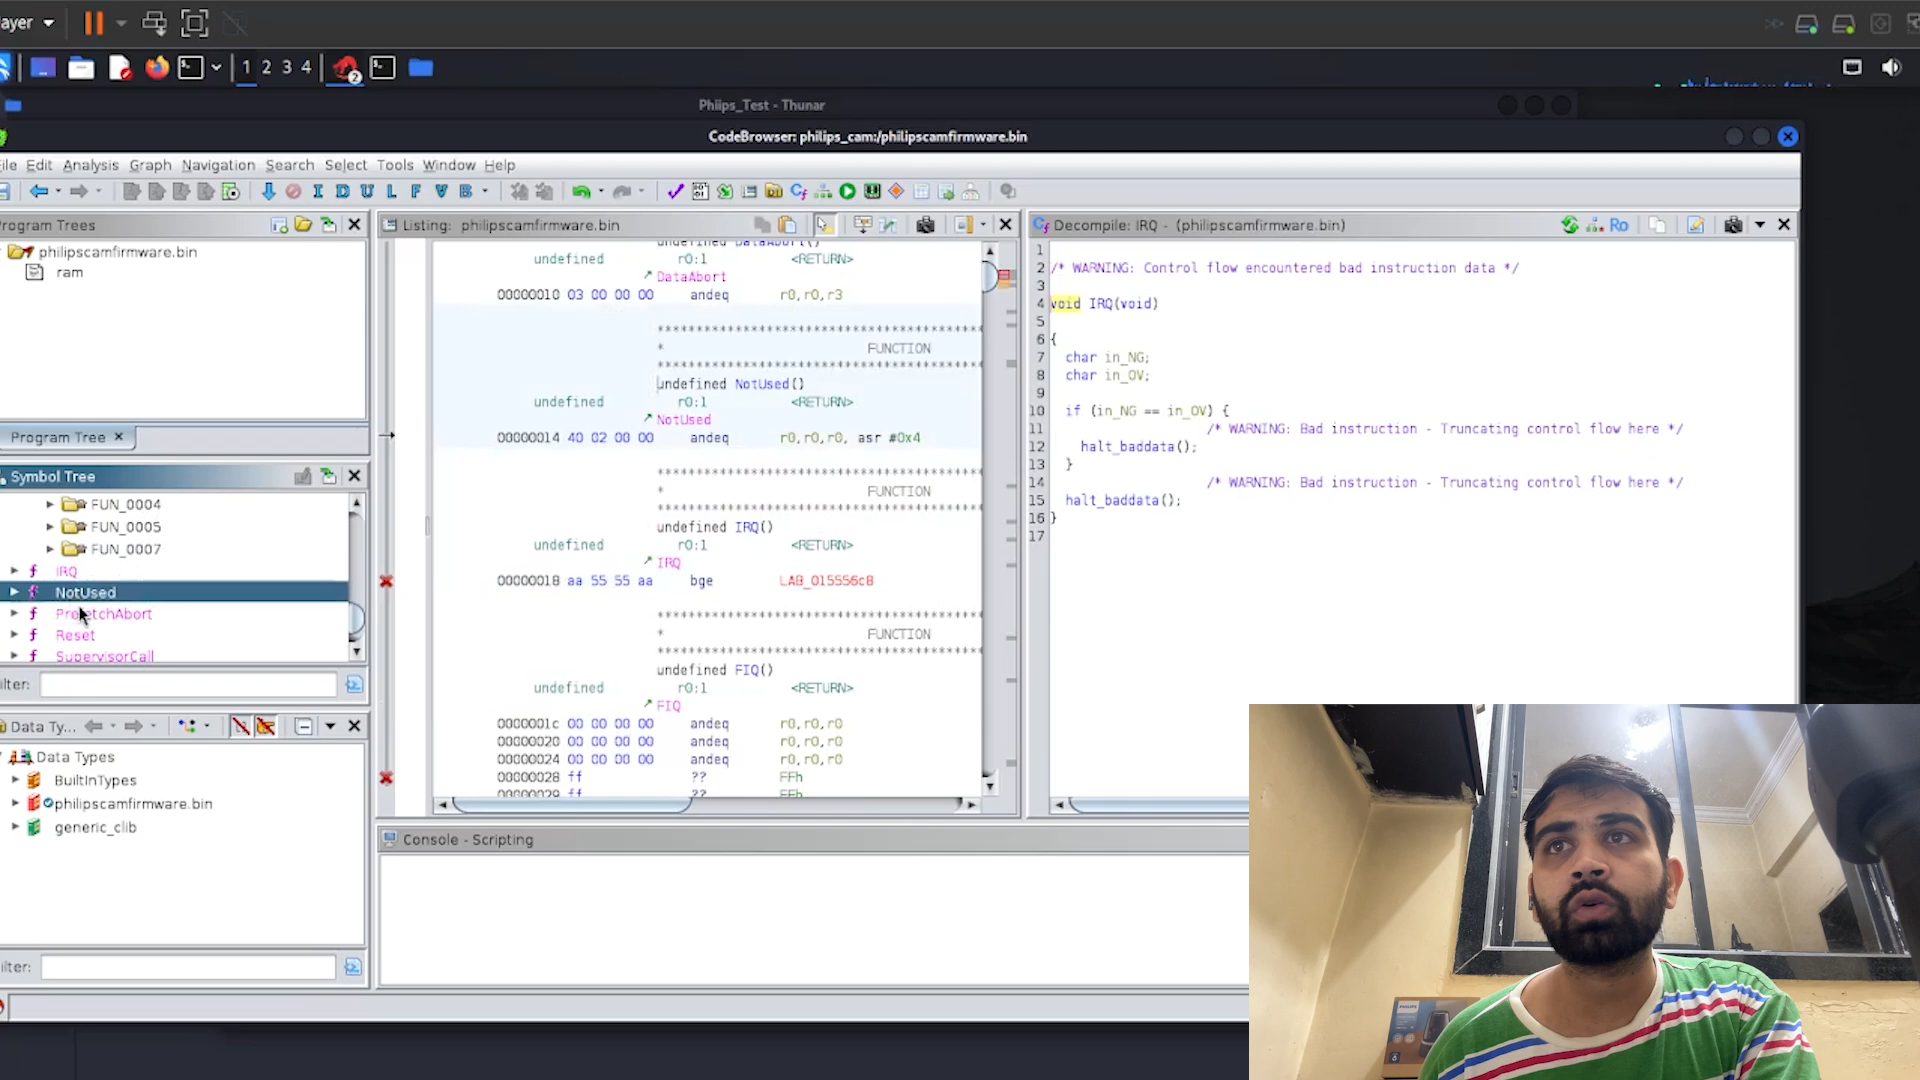 ayer
1 2 3 4
2
Phiips_Test - Thunar
CodeBrowser: philips_cam:/philipscamfirmware.bin
ile Edit Analysis Graph Navigation Search Select Tools Window Help
I D U L F V B
rogram Trees
philipscamfirmware.bin
ram
Program Tree
Symbol Tree
FUN_0004
FUN_0005
FUN_0007
IRQ
NotUsed
PrefetchAbort
Reset
SupervisorCall
ilter:
Data Ty...
Data Types
BuiltInTypes
philipscamfirmware.bin
generic_clib
ilter:
Listing: philipscamfirmware.bin
undefined DataAbort()
undefined r0:1 <RETURN>
DataAbort
00000010 03 00 00 00 andeq r0,r0,r3
********************************************
* FUNCTION
********************************************
undefined NotUsed()
undefined r0:1 <RETURN>
NotUsed
00000014 40 02 00 00 andeq r0,r0,r0, asr #0x4
********************************************
* FUNCTION
********************************************
undefined IRQ()
undefined r0:1 <RETURN>
IRQ
00000018 aa 55 55 aa bge LAB_015556c8
********************************************
* FUNCTION
********************************************
undefined FIQ()
undefined r0:1 <RETURN>
FIQ
0000001c 00 00 00 00 andeq r0,r0,r0
00000020 00 00 00 00 andeq r0,r0,r0
00000024 00 00 00 00 andeq r0,r0,r0
00000028 ff ?? FFh
00000029 ff ?? FFh
Decompile: IRQ - (philipscamfirmware.bin)
Ro
1
2 /* WARNING: Control flow encountered bad instruction data */
3
4 void IRQ(void)
5
6 {
7 char in_NG;
8 char in_OV;
9
10 if (in_NG == in_OV) {
11 /* WARNING: Bad instruction - Truncating control flow here */
12 halt_baddata();
13 }
14 /* WARNING: Bad instruction - Truncating control flow here */
15 halt_baddata();
16 }
17
Console - Scripting
PHILIPS